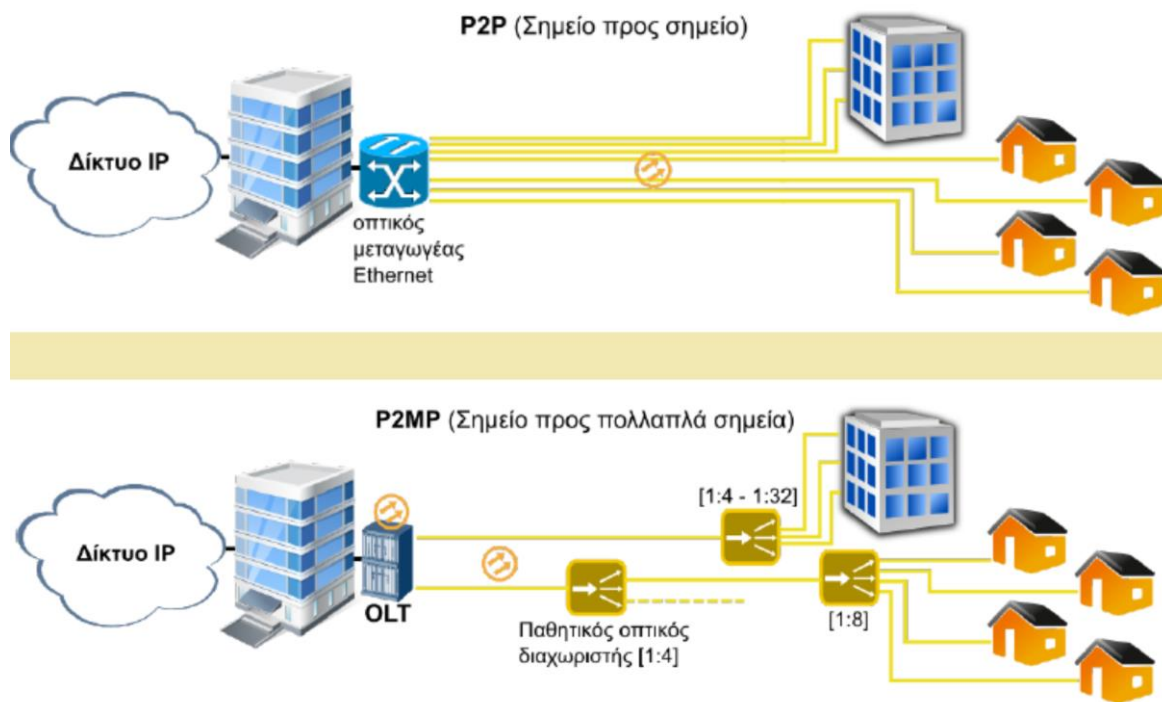 P2P (Σημείο προς σημείο)
Δίκτυο IP
οπτικός
μεταγωγέας
Ethernet
P2MP (Σημείο προς πολλαπλά σημεία)
[1:4 - 1:32]
Δίκτυο IP
OLT
Παθητικός οπτικός
διαχωριστής [1:4]
[1:8]